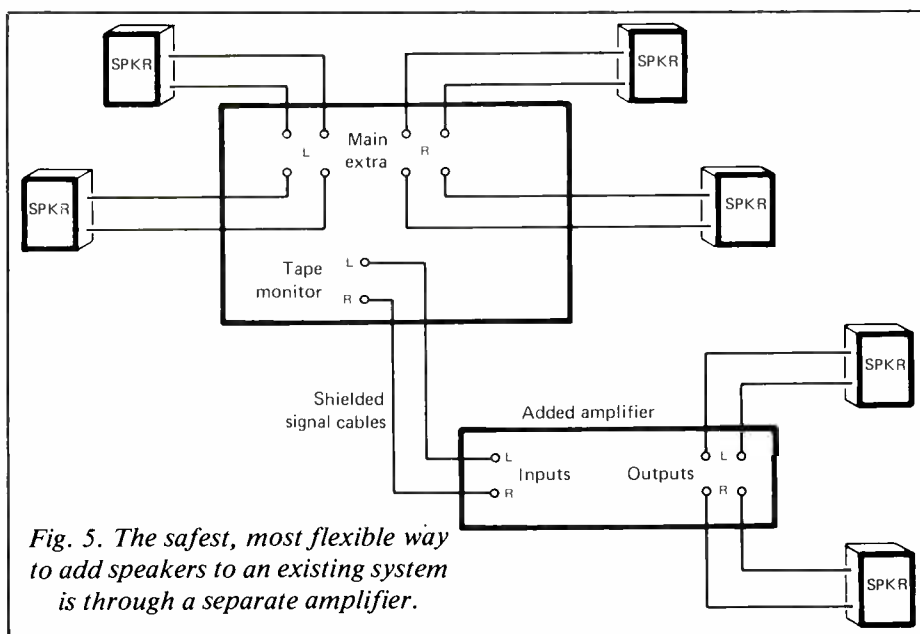 SPKR
SPKR
L Main R
extra
SPKR
SPKR
Tape L
monitor R
Shielded
signal cables
Added amplifier
SPKR
L Inputs Outputs L
R R
SPKR
Fig. 5. The safest, most flexible way
to add speakers to an existing system
is through a separate amplifier.